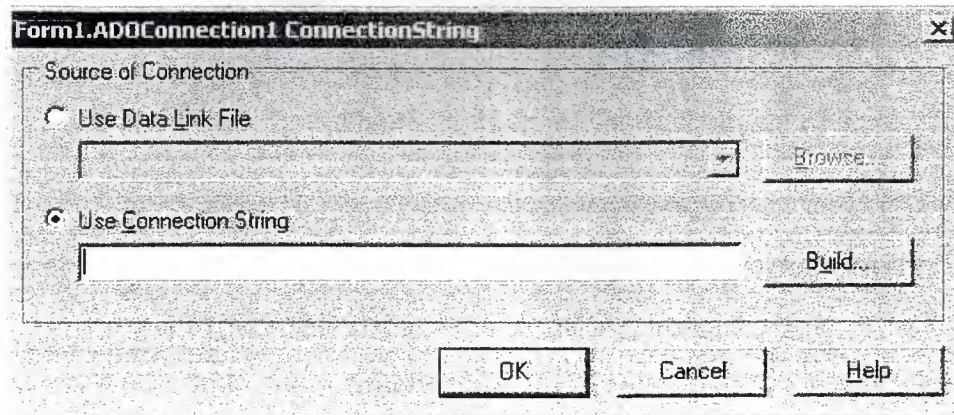 Form1.ADOConnection1 ConnectionString
Source of Connection
Use Data Link File
Browse...
Use Connection String
Build...
OK Cancel Help